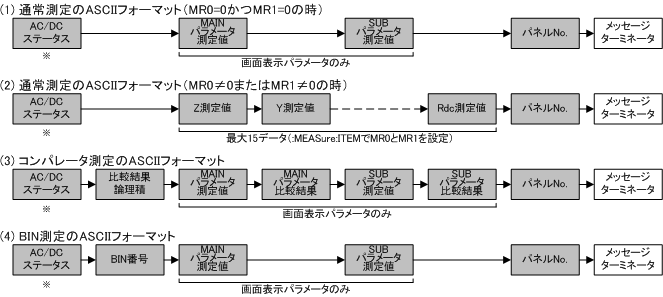 (1) 通常測定のASCIIフォーマット(MR0=0かつMR1=0の時)
AC/DC
ステータス
※
MAIN
パラメータ
測定値
SUB
パラメータ
測定値
画面表示パラメータのみ
パネルNo.
メッセージ
ターミネータ
(2) 通常測定のASCIIフォーマット(MR0≠0またはMR1≠0の時)
AC/DC
ステータス
※
Z測定値
Y測定値
Rdc測定値
最大15データ(:MEASure:ITEMでMR0とMR1を設定)
パネルNo.
メッセージ
ターミネータ
(3) コンパレータ測定のASCIIフォーマット
AC/DC
ステータス
※
比較結果
論理積
MAIN
パラメータ
測定値
MAIN
パラメータ
比較結果
SUB
パラメータ
測定値
SUB
パラメータ
比較結果
画面表示パラメータのみ
パネルNo.
メッセージ
ターミネータ
(4) BIN測定のASCIIフォーマット
AC/DC
ステータス
※
BIN番号
MAIN
パラメータ
測定値
SUB
パラメータ
測定値
画面表示パラメータのみ
パネルNo.
メッセージ
ターミネータ